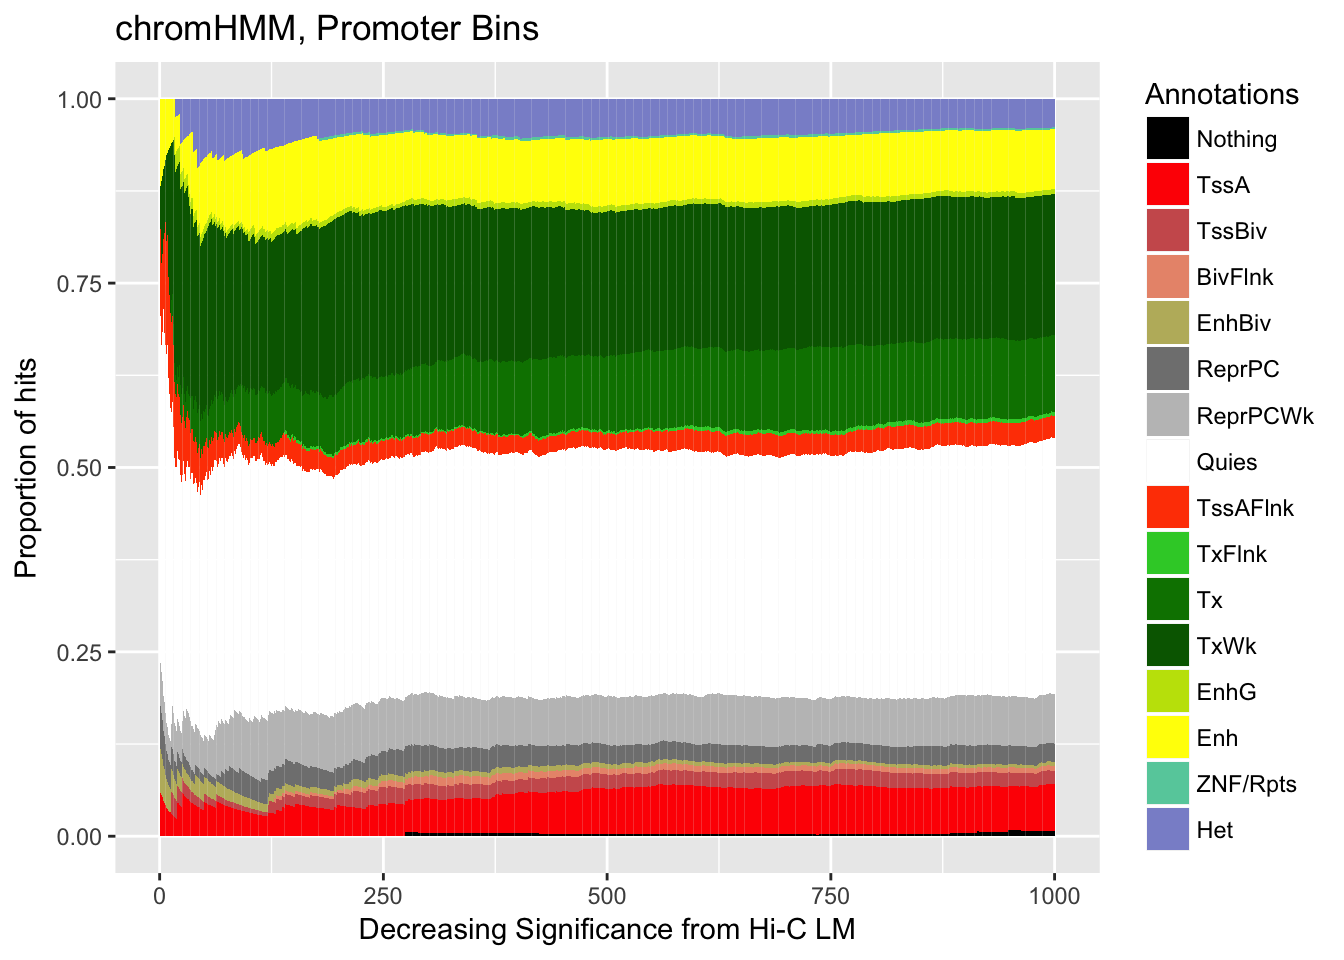 chromHMM, Promoter Bins
Proportion of hits
1.00
0.75
0.50
0.25
0.00
0
250
500
750
1000
Decreasing Significance from Hi-C LM
Annotations
Nothing
TssA
TssBiv
BivFlnk
EnhBiv
ReprPC
ReprPCWk
Quies
TssAFlnk
TxFlnk
Tx
TxWk
EnhG
Enh
ZNF/Rpts
Het